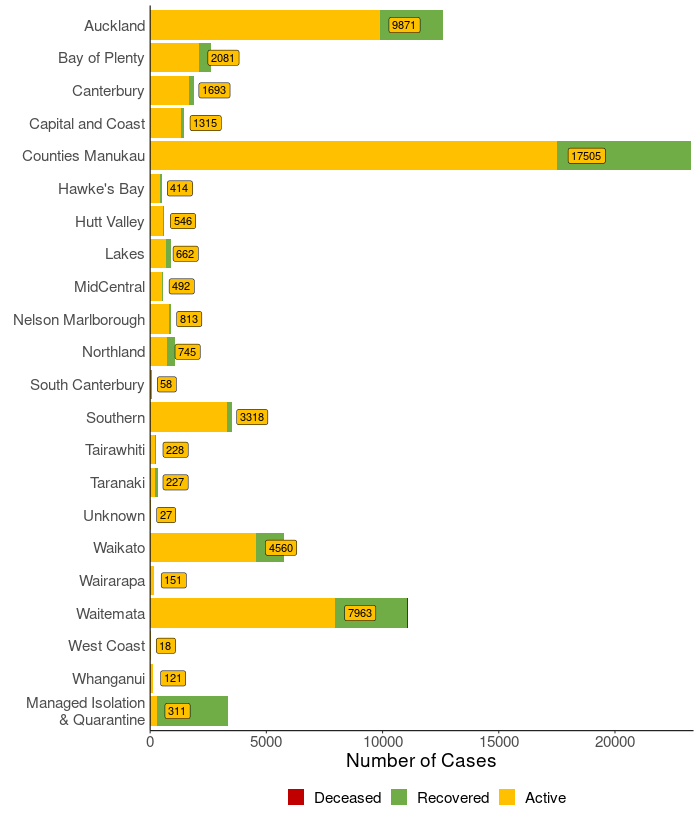 Auckland 9871
Bay of Plenty 2081
Canterbury 1693
Capital and Coast 1315
Counties Manukau 17505
Hawke's Bay 414
Hutt Valley 546
Lakes 662
MidCentral 492
Nelson Marlborough 813
Northland 745
South Canterbury 58
Southern 3318
Tairawhiti 228
Taranaki 227
Unknown 27
Waikato 4560
Wairarapa 151
Waitemata 7963
West Coast 18
Whanganui 121
Managed Isolation
& Quarantine 311
0 5000 10000 15000 20000
Number of Cases
Deceased Recovered Active